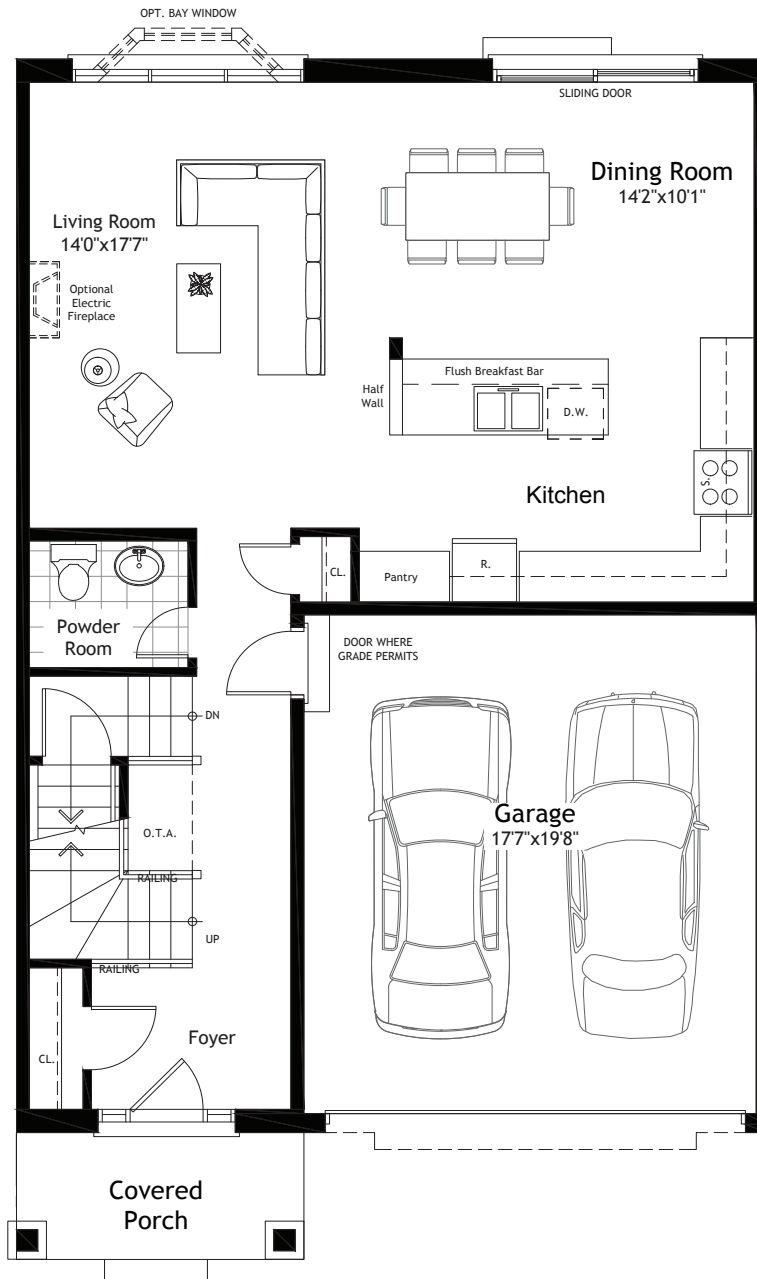 OPT. BAY WINDOW
SLIDING DOOR
Dining Room
14'2"x10'1"
Living Room
14'0"x17'7"
Optional
Electric
Fireplace
Flush Breakfast Bar
Half
Wall
D.W.
S.
Kitchen
CL.
Pantry
R.
Powder
Room
DOOR WHERE
GRADE PERMITS
DN
Garage
17'7"x19'8"
O.T.A.
RAILING
UP
RAILING
Foyer
CL.
Covered
Porch